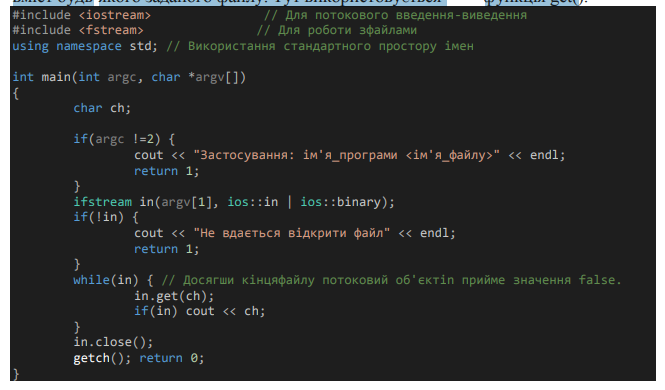 вміст будь-якого заданого файлу. Тут використовується функція get().
#include <iostream> // Для потокового введення-виведення
#include <fstream> // Для роботи зфайлами
using namespace std; // Використання стандартного простору імен
int main(int argc, char *argv[])
{
char ch;
if(argc !=2) {
cout << "Застосування: ім'я_програми <ім'я_файлу>" << endl;
return 1;
}
ifstream in(argv[1], ios::in | ios::binary);
if(!in) {
cout << "Не вдається відкрити файл" << endl;
return 1;
}
while(in) { // Досягши кінцяфайлу потоковий об'єктіп прийме значення false.
in.get(ch);
if(in) cout << ch;
}
in.close();
getch(); return 0;
}